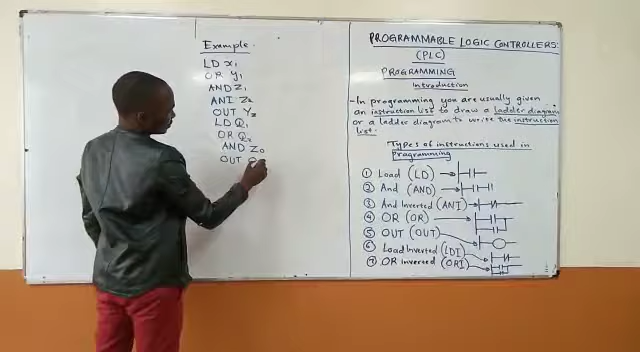 Example.
LD X1
OR Y1
AND Z1
ANI Z2
OUT Y2
LD Q1
OR Q2
AND Z0
OUT
PROGRAMMABLE LOGIC CONTROLLERS
(PLC)
PROGRAMMING
Introduction
- In programming you are usually given
an instruction list to draw a ladder diagram
or a ladder diagram to write the instruction
list.
Types of instructions used in
programming
① Load (LD)
② And (AND)
③ And Inverted (ANI)
④ OR (OR)
⑤ OUT (OUT)
⑥ Load Inverted (LDI)
⑦ OR inverted (ORI)